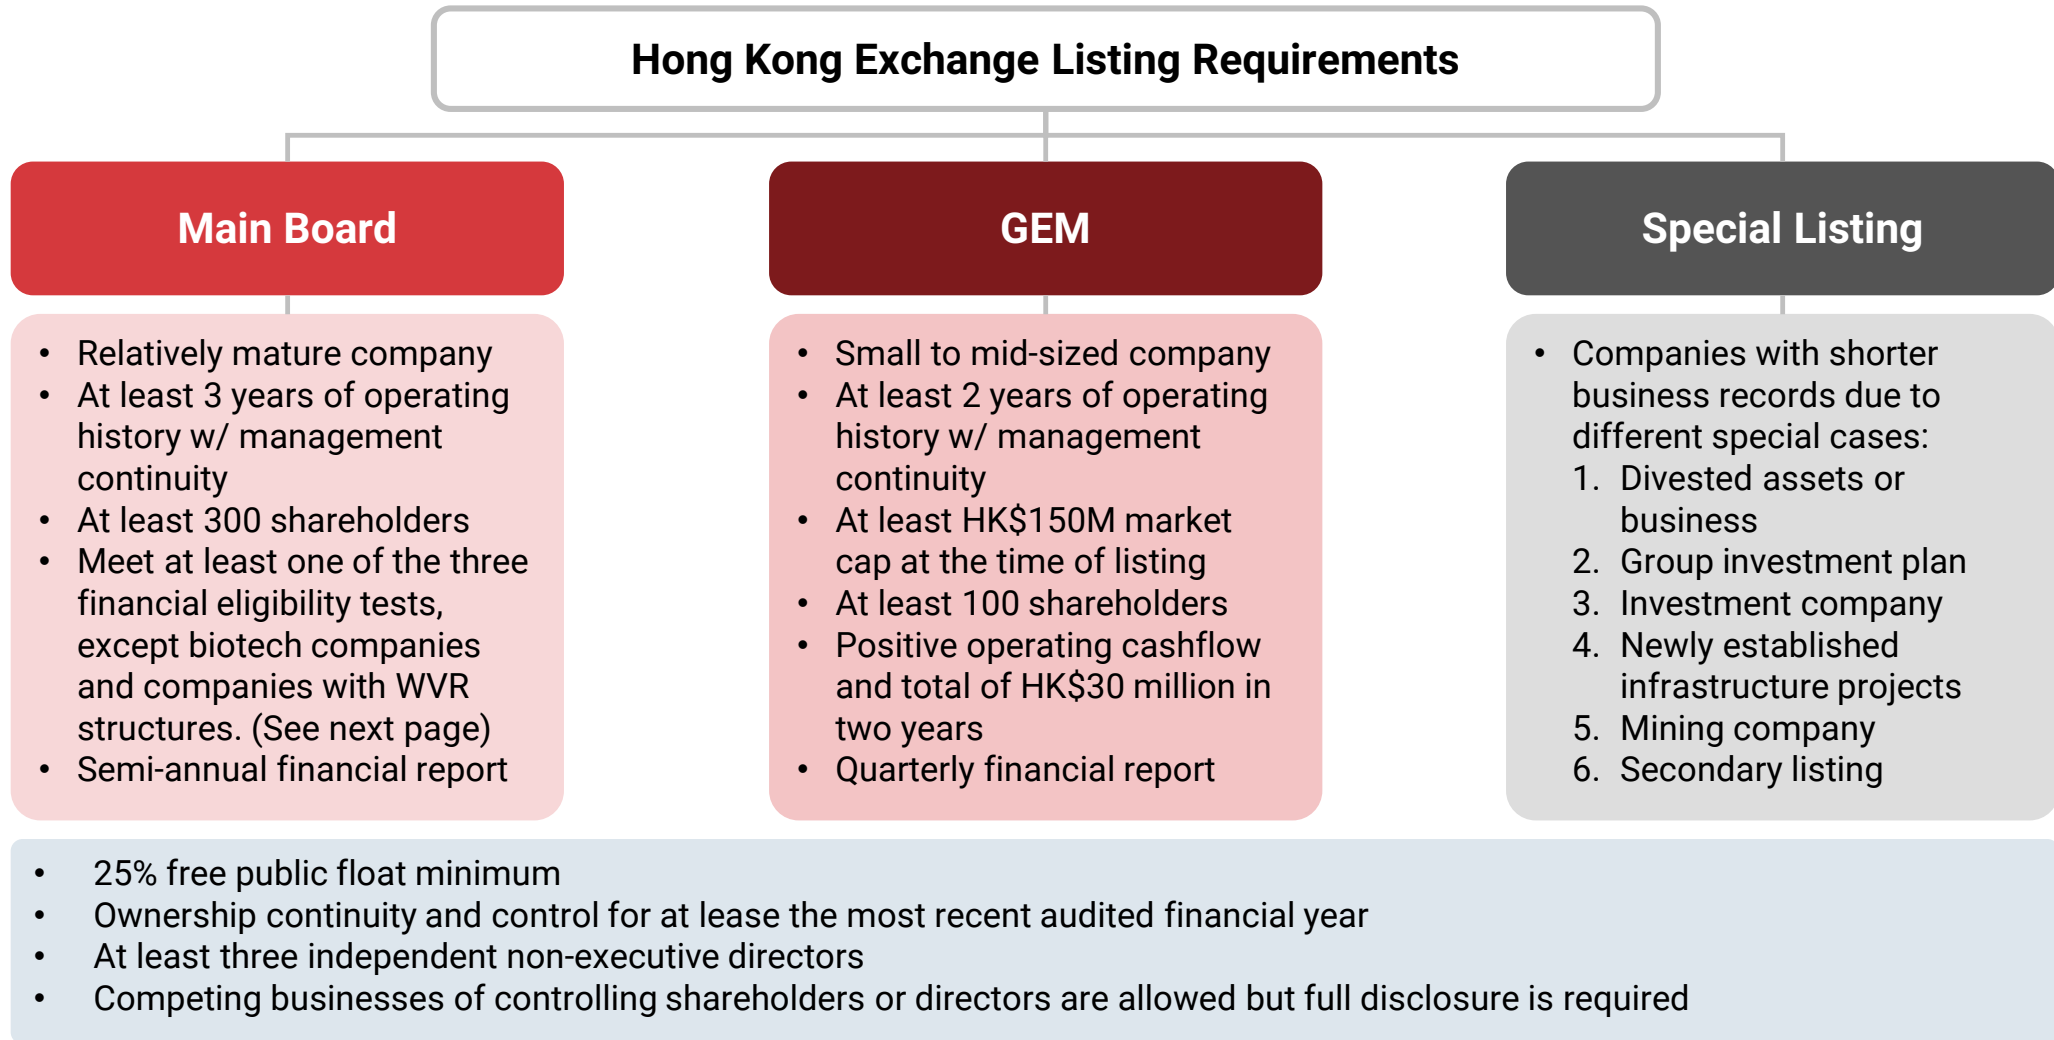 Hong Kong Exchange Listing Requirements
Main Board
• Relatively mature company
• At least 3 years of operating
history w/ management
continuity
• At least 300 shareholders
• Meet at least one of the three
financial eligibility tests,
except biotech companies
and companies with WVR
structures. (See next page)
• Semi-annual financial report
GEM
• Small to mid-sized company
• At least 2 years of operating
history w/ management
continuity
• At least HK$150M market
cap at the time of listing
• At least 100 shareholders
• Positive operating cashflow
and total of HK$30 million in
two years
• Quarterly financial report
Special Listing
• Companies with shorter
business records due to
different special cases:
1. Divested assets or
business
2. Group investment plan
3. Investment company
4. Newly established
infrastructure projects
5. Mining company
6. Secondary listing
• 25% free public float minimum
• Ownership continuity and control for at lease the most recent audited financial year
• At least three independent non-executive directors
• Competing businesses of controlling shareholders or directors are allowed but full disclosure is required